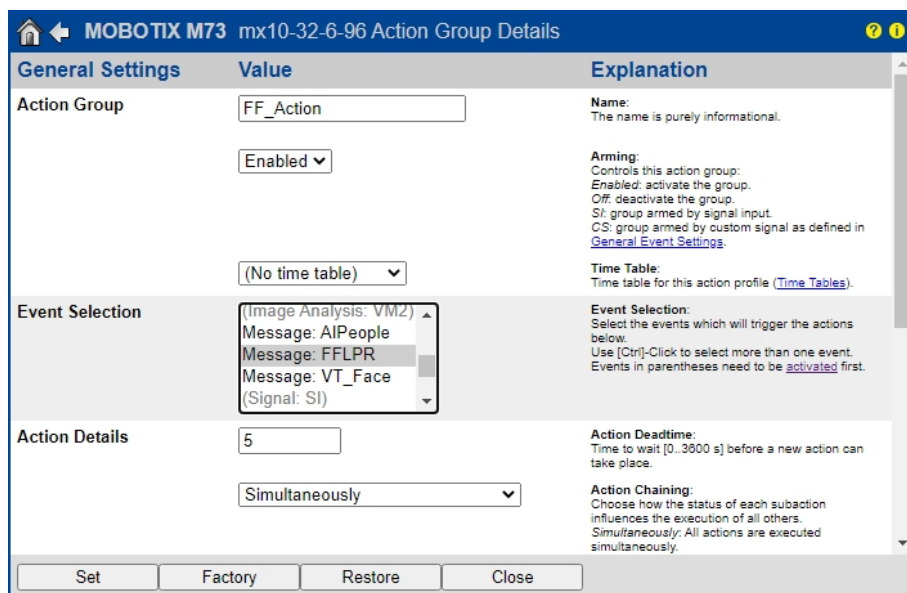 MOBOTIX M73 mx10-32-6-96 Action Group Details
? i
General Settings Value Explanation
Action Group
FF_Action
Name:
The name is purely informational.
Enabled
Arming:
Controls this action group:
Enabled: activate the group.
Off: deactivate the group.
SI: group armed by signal input.
CS: group armed by custom signal as defined in
General Event Settings.
(No time table)
Time Table:
Time table for this action profile (Time Tables).
Event Selection
(Image Analysis: VM2)
Message: AIPeople
Message: FFLPR
Message: VT_Face
(Signal: SI)
Event Selection:
Select the events which will trigger the actions
below.
Use [Ctrl]-Click to select more than one event.
Events in parentheses need to be activated first.
Action Details
5
Action Deadtime:
Time to wait [0..3600 s] before a new action can
take place.
Simultaneously
Action Chaining:
Choose how the status of each subaction
influences the execution of all others.
Simultaneously: All actions are executed
simultaneously.
Set Factory Restore Close